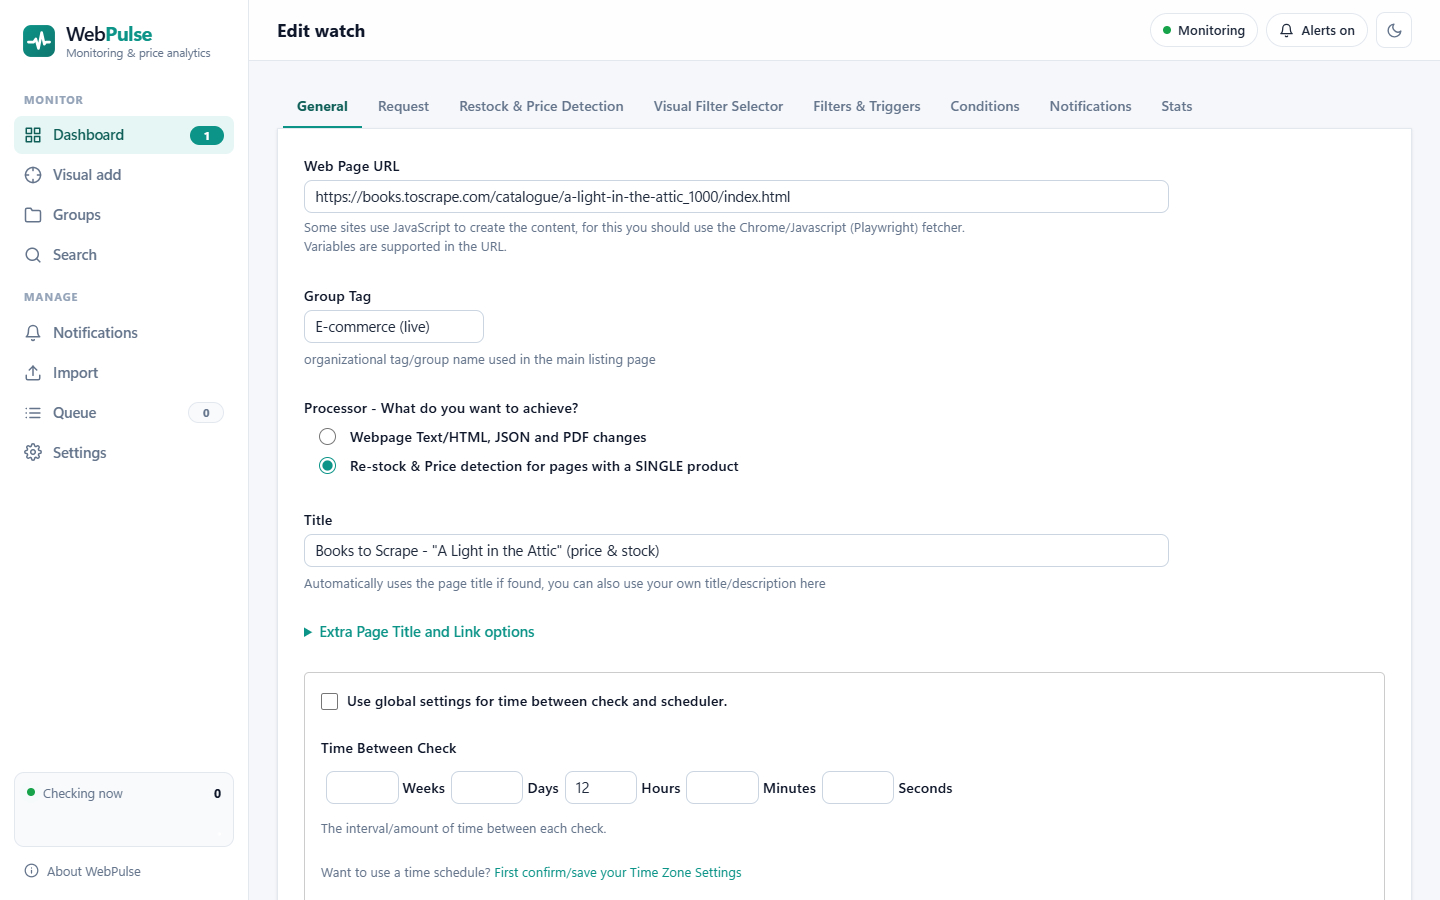 WebPulse
Monitoring & price analytics
MONITOR
Dashboard 1
Visual add
Groups
Search
MANAGE
Notifications
Import
Queue 0
Settings
Checking now 0
About WebPulse
Edit watch
Monitoring
Alerts on
General Request Restock & Price Detection Visual Filter Selector Filters & Triggers Conditions Notifications Stats
Web Page URL
https://books.toscrape.com/catalogue/a-light-in-the-attic_1000/index.html
Some sites use JavaScript to create the content, for this you should use the Chrome/Javascript (Playwright) fetcher.
Variables are supported in the URL.
Group Tag
E-commerce (live)
organizational tag/group name used in the main listing page
Processor - What do you want to achieve?
Webpage Text/HTML, JSON and PDF changes
Re-stock & Price detection for pages with a SINGLE product
Title
Books to Scrape - "A Light in the Attic" (price & stock)
Automatically uses the page title if found, you can also use your own title/description here
Extra Page Title and Link options
Use global settings for time between check and scheduler.
Time Between Check
Weeks Days 12 Hours Minutes Seconds
The interval/amount of time between each check.
Want to use a time schedule? First confirm/save your Time Zone Settings